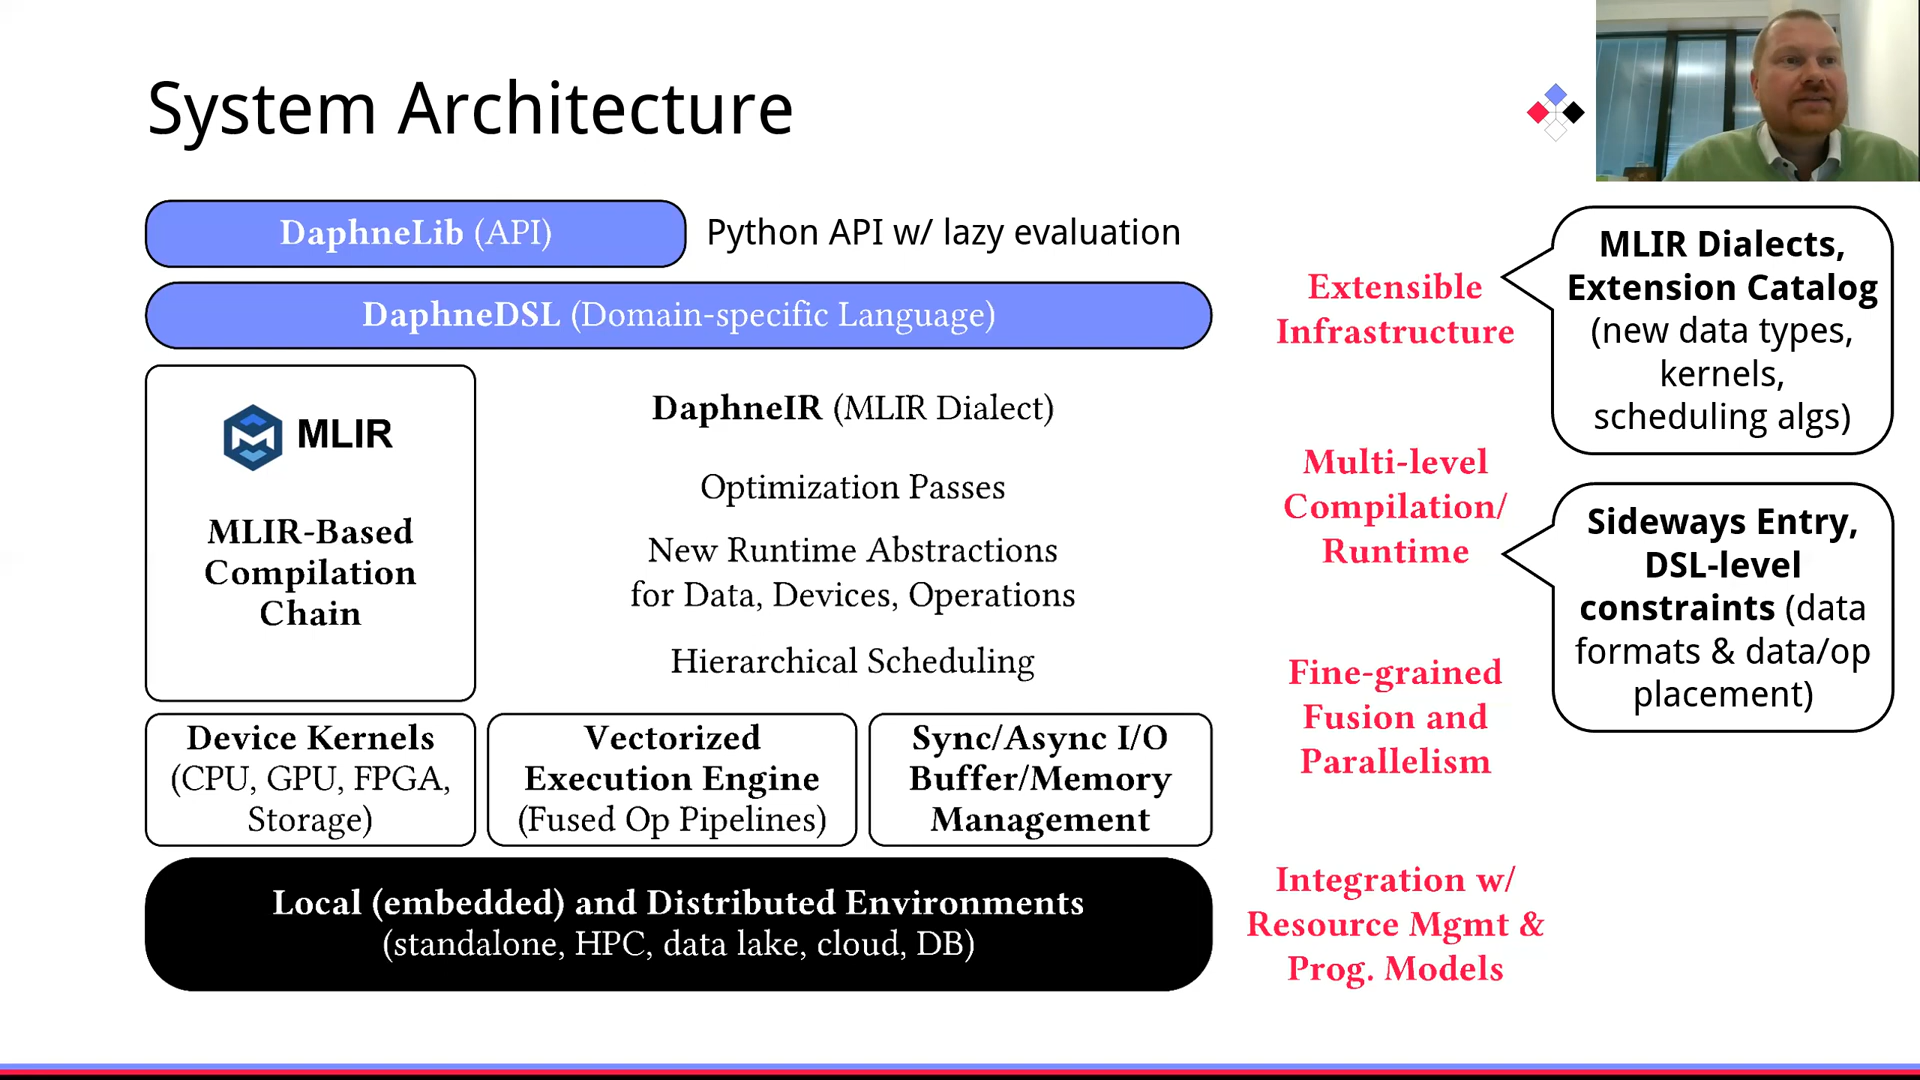 System Architecture
DaphneLib (API)
Python API w/ lazy evaluation
DaphneDSL (Domain-specific Language)
MLIR
MLIR-Based
Compilation
Chain
DaphneIR (MLIR Dialect)
Optimization Passes
New Runtime Abstractions
for Data, Devices, Operations
Hierarchical Scheduling
Device Kernels
(CPU, GPU, FPGA,
Storage)
Vectorized
Execution Engine
(Fused Op Pipelines)
Sync/Async I/O
Buffer/Memory
Management
Local (embedded) and Distributed Environments
(standalone, HPC, data lake, cloud, DB)
Extensible
Infrastructure
Multi-level
Compilation/
Runtime
Fine-grained
Fusion and
Parallelism
Integration w/
Resource Mgmt &
Prog. Models
MLIR Dialects,
Extension Catalog
(new data types,
kernels,
scheduling algs)
Sideways Entry,
DSL-level
constraints (data
formats & data/op
placement)